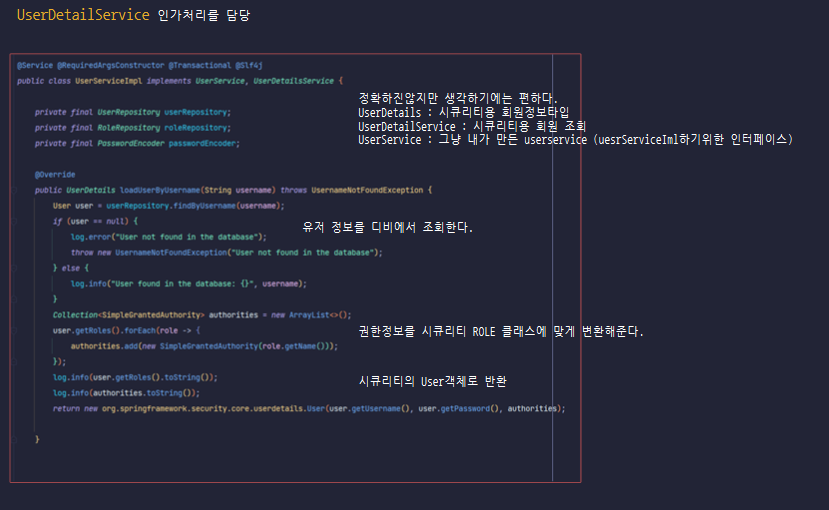 UserDetailService 인가처리를 담당
@Service @RequiredArgsConstructor @Transactional @Slf4j
public class UserServiceImpl implements UserService, UserDetailsService {
정확하진않지만 생각하기에는 편하다.
private final UserRepository userRepository;
UserDetails : 시큐리티용 회원정보타입
private final RoleRepository roleRepository;
UserDetailService : 시큐리티용 회원 조회
private final PasswordEncoder passwordEncoder;
UserService : 그냥 내가 만든 userservice (uesrServiceIml하기위한 인터페이스)
@Override
public UserDetails loadUserByUsername(String username) throws UsernameNotFoundException {
User user = userRepository.findByUsername(username);
if (user == null) {
유저 정보를 디비에서 조회한다.
log.error("User not found in the database");
throw new UsernameNotFoundException("User not found in the database");
} else {
log.info("User found in the database: {}", username);
}
Collection<SimpleGrantedAuthority> authorities = new ArrayList<>();
user.getRoles().forEach(role -> {
권한정보를 시큐리티 ROLE 클래스에 맞게 변환해준다.
authorities.add(new SimpleGrantedAuthority(role.getName()));
});
log.info(user.getRoles().toString());
시큐리티의 User객체로 반환
log.info(authorities.toString());
return new org.springframework.security.core.userdetails.User(user.getUsername(), user.getPassword(), authorities);
}